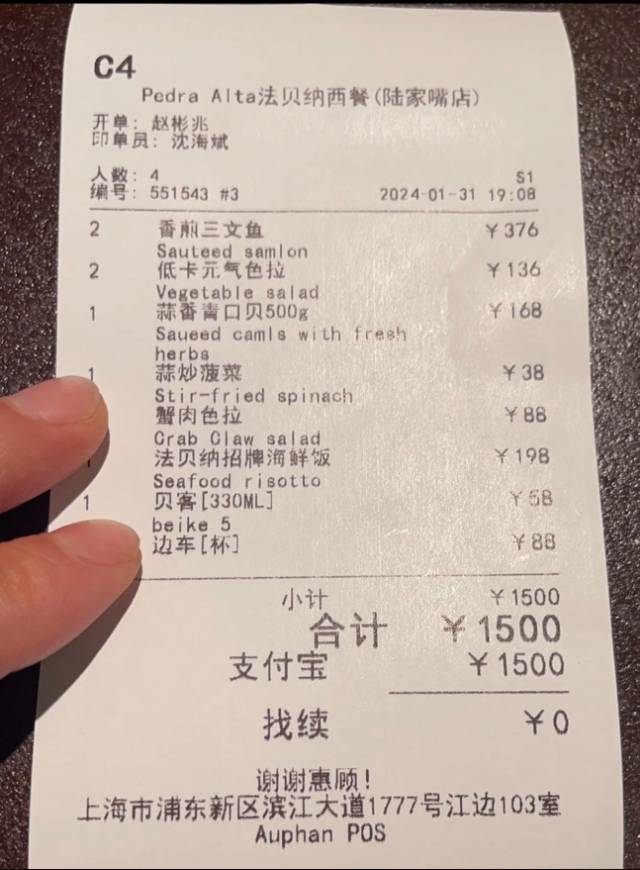 C4
Pedra Alta法贝纳西餐(陆家嘴店)
开单: 赵彬兆
印单员: 沈海斌
人数: 4 S1
编号: 551543 #3 2024-01-31 19:08
2 香煎三文鱼 ¥376
Sauteed samlon
2 低卡元气色拉 ¥136
Vegetable salad
1 蒜香青口贝500g ¥168
Saueed camls with fresh
herbs
1 蒜炒菠菜 ¥38
Stir-fried spinach
蟹肉色拉 ¥88
Crab Claw salad
1 法贝纳招牌海鲜饭 ¥198
Seafood risotto
1 贝客[330ML] ¥58
beike 5
边车[杯] ¥88
小计 ¥1500
合计 ¥1500
支付宝 ¥1500
找续 ¥0
谢谢惠顾!
上海市浦东新区滨江大道1777号江边103室
Auphan POS